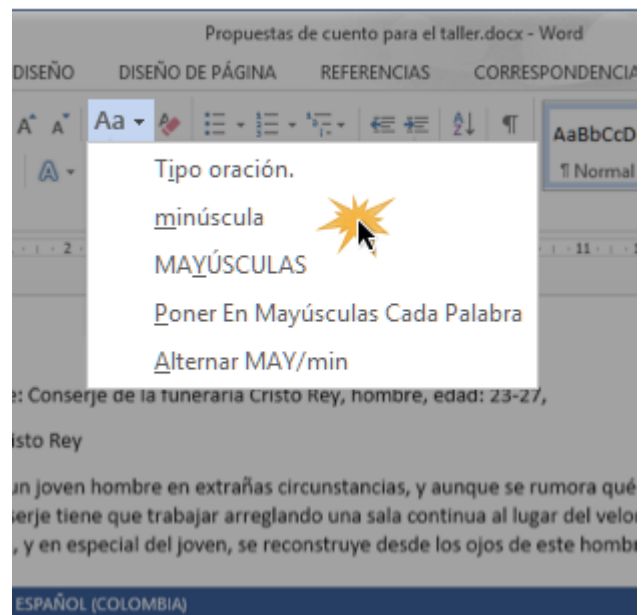 Propuestas de cuento para el taller.docx - Word
DISEÑO DISEÑO DE PÁGINA REFERENCIAS CORRESPONDENCIA
A A Aa A Z ¶ AaBbCcD
A ¶ Normal
Tipo oración.
minúscula
2 11
MAYÚSCULAS
Poner En Mayúsculas Cada Palabra
Alternar MAY/min
e: Conserje de la funeraria Cristo Rey, hombre, edad: 23-27,
isto Rey
un joven hombre en extrañas circunstancias, y aunque se rumora qué
serje tiene que trabajar arreglando una sala continua al lugar del velo
, y en especial del joven, se reconstruye desde los ojos de este hombr
ESPAÑOL (COLOMBIA)